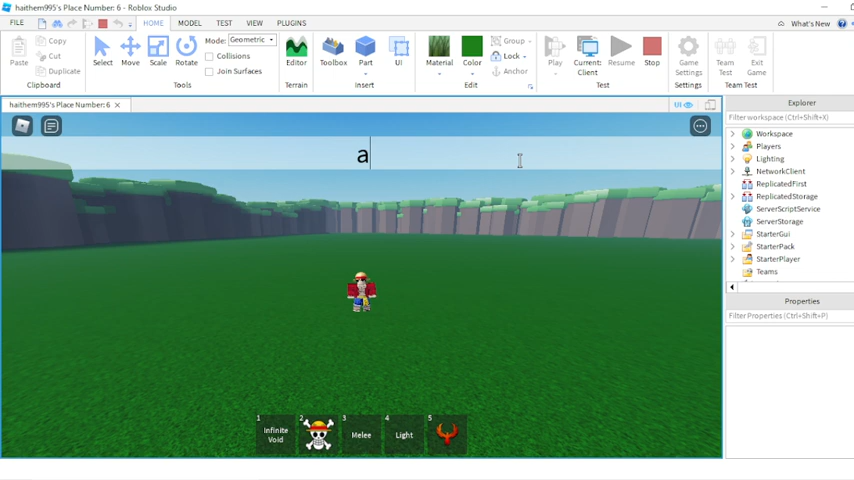 haithem995's Place Number: 6 - Roblox Studio
FILE HOME MODEL TEST VIEW PLUGINS What's New
Paste Copy Cut Duplicate
Clipboard
Select Move Scale Rotate
Mode: Geometric
Collisions
Join Surfaces
Tools
Editor
Terrain
Toolbox Part UI
Insert
Material Color Group Lock Anchor
Edit
Play Current: Client Resume Stop
Test
Game Settings
Settings
Team Test Exit Game
Team Test
haithem995's Place Number: 6
UI
a
1 Infinite Void
2
3 Melee
4 Light
5
Explorer
Filter workspace (Ctrl+Shift+X)
Workspace
Players
Lighting
NetworkClient
ReplicatedFirst
ReplicatedStorage
ServerScriptService
ServerStorage
StarterGui
StarterPack
StarterPlayer
Teams
Properties
Filter Properties (Ctrl+Shift+P)